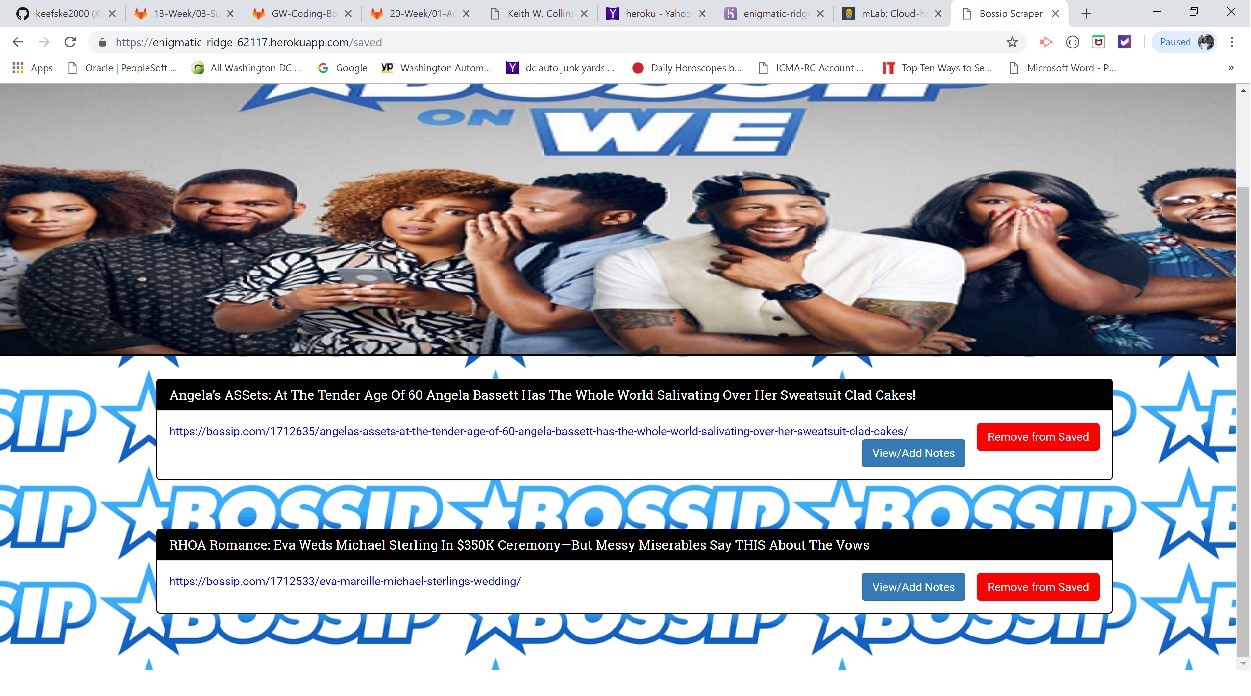 keefske2000 (K
13-Week/03-Su
GW-Coding-Bo
20-Week/01-A
Keith W. Collins
heroku - Yahoo
enigmatic-ridge
mLab: Cloud-h
Bossip Scraper
https://enigmatic-ridge-62117.herokuapp.com/saved
Paused
Apps
Oracle | PeopleSoft ...
All Washington DC ...
Google
Washington Autom...
dc auto junk yards ...
Daily Horoscopes b...
ICMA-RC Account ...
Top Ten Ways to Se...
Microsoft Word - P...
BOSSIP
ON
WE
Angela's ASSets: At The Tender Age Of 60 Angela Bassett Has The Whole World Salivating Over Her Sweatsuit Clad Cakes!
https://bossip.com/1712635/angelas-assets-at-the-tender-age-of-60-angela-bassett-has-the-whole-world-salivating-over-her-sweatsuit-clad-cakes/
Remove from Saved
View/Add Notes
BOSSIP BOSSIP
RHOA Romance: Eva Weds Michael Sterling In $350K Ceremony—But Messy Miserables Say THIS About The Vows
https://bossip.com/1712533/eva-marcille-michael-sterlings-wedding/
View/Add Notes
Remove from Saved
BOSSIP BOSSIP